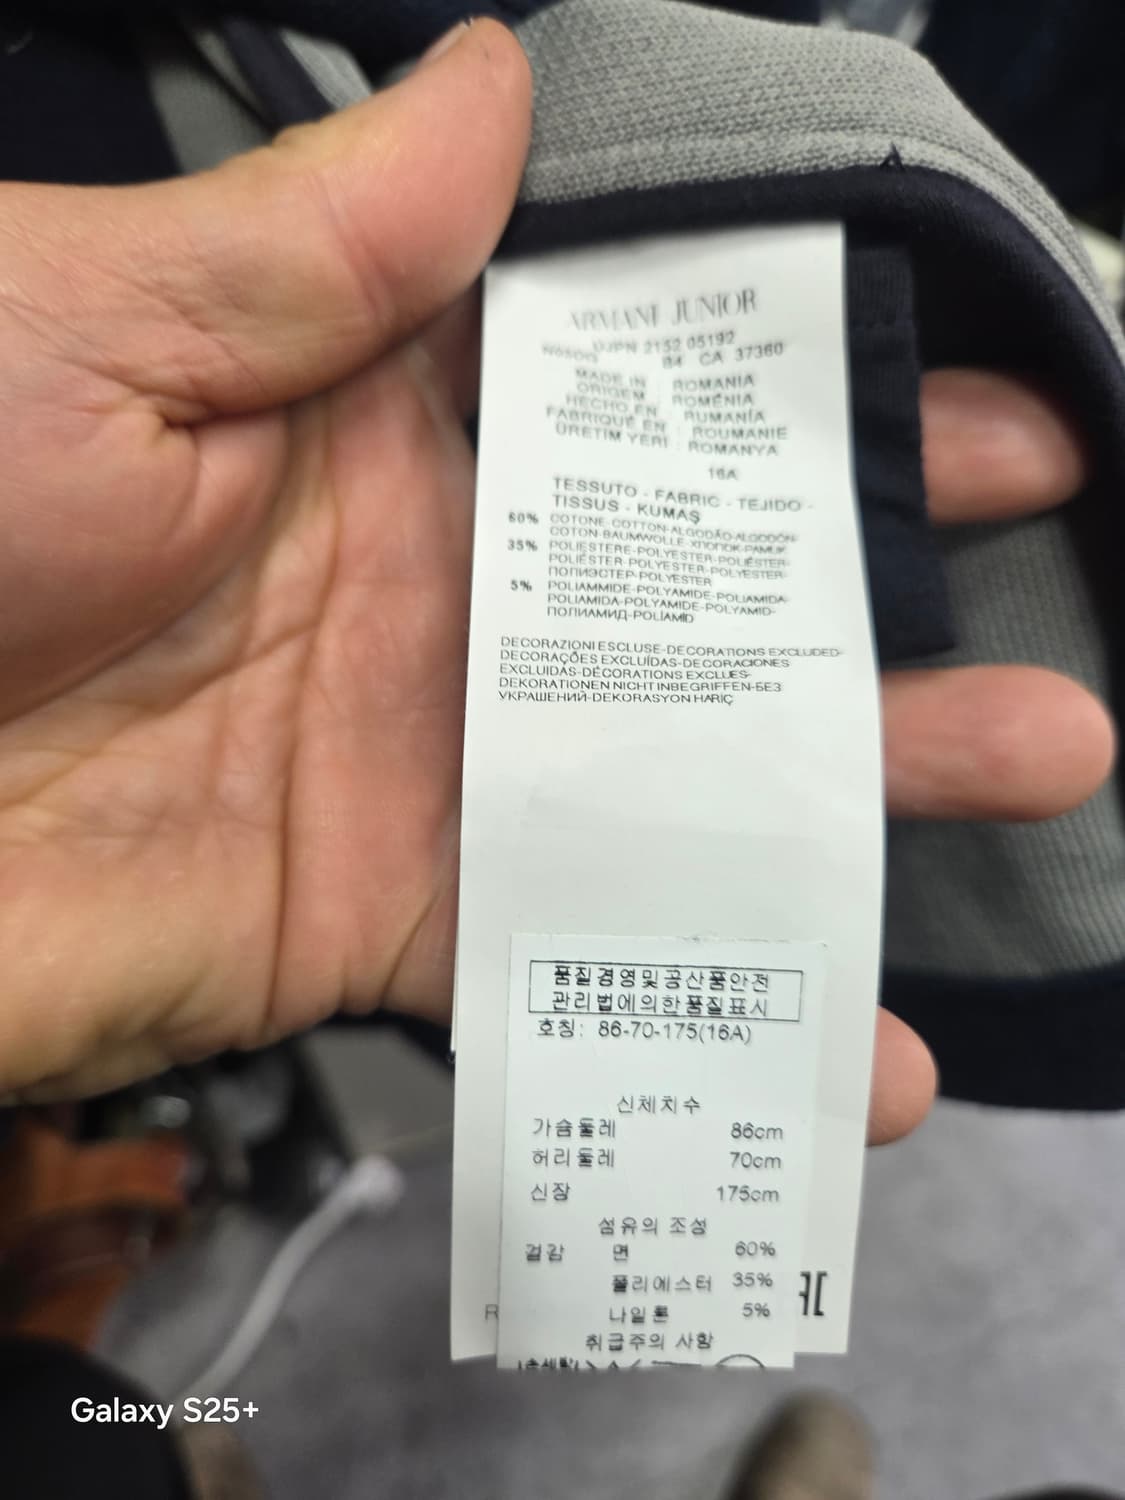 ARMANI JUNIOR
2152 05192
CA 37360
MADE IN : ROMANIA
ORIGEM : ROMÉNIA
HECHO EN : RUMANÍA
FABRIQUÉ EN : ROUMANIE
ÜRETIM YERI : ROMANYA
16A
TESSUTO - FABRIC - TEJIDO -
TISSUS - KUMAŞ
60% COTONE-COTTON-ALGODÃO-ALGODÓN-
COTON-BAUMWOLLE-ХЛОПОК-PAMUK
35% POLIESTERE-POLYESTER-POLIÉSTER-
POLIÉSTER-POLYESTER-POLYESTER-
ПОЛИЭСТЕР-POLYESTER
5% POLIAMMIDE-POLYAMIDE-POLIAMIDA-
POLIAMIDA-POLYAMIDE-POLYAMID-
ПОЛИАМИД-POLİAMİD
DECORAZIONI ESCLUSE-DECORATIONS EXCLUDED-
DECORAÇÕES EXCLUÍDAS-DECORACIONES
EXCLUIDAS-DÉCORATIONS EXCLUES-
DEKORATIONEN NICHT INBEGRIFFEN-БЕЗ
УКРАШЕНИЙ-DEKORASYON HARİÇ
품질경영및공산품안전
관리법에의한품질표시
호칭: 86-70-175(16A)
신체치수
가슴둘레 86cm
허리둘레 70cm
신장 175cm
섬유의 조성
겉감 면 60%
폴리에스터 35%
나일론 5%
취급주의 사항
R
Galaxy S25+